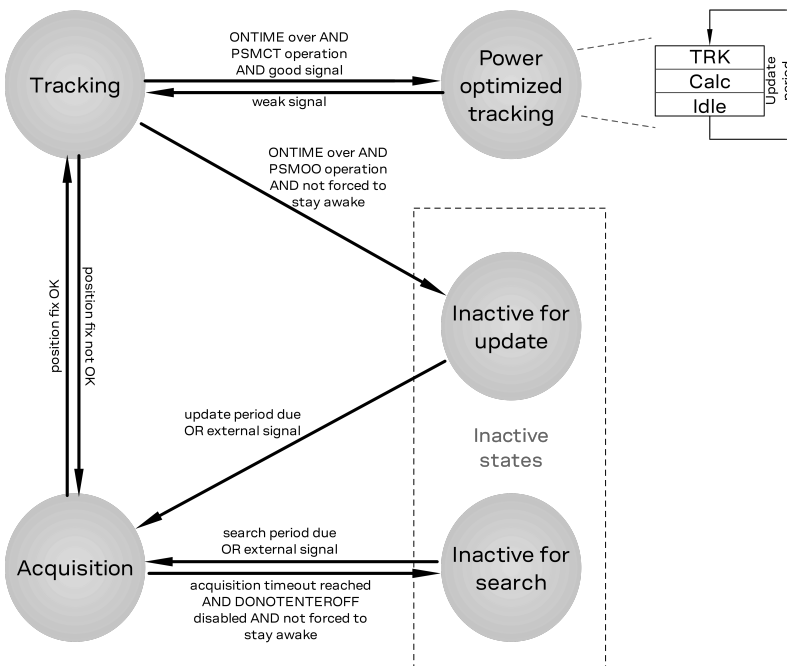 ONTIME over AND
PSMCT operation
AND good signal
Tracking
weak signal
Power
optimized
tracking
TRK
Calc
Idle
Update
period
ONTIME over AND
PSMOO operation
AND not forced to
stay awake
position fix OK
position fix not OK
Inactive for
update
update period due
OR external signal
Inactive
states
Acquisition
search period due
OR external signal
acquisition timeout reached
AND DONOTENTEROFF
disabled AND not forced to
stay awake
Inactive for
search